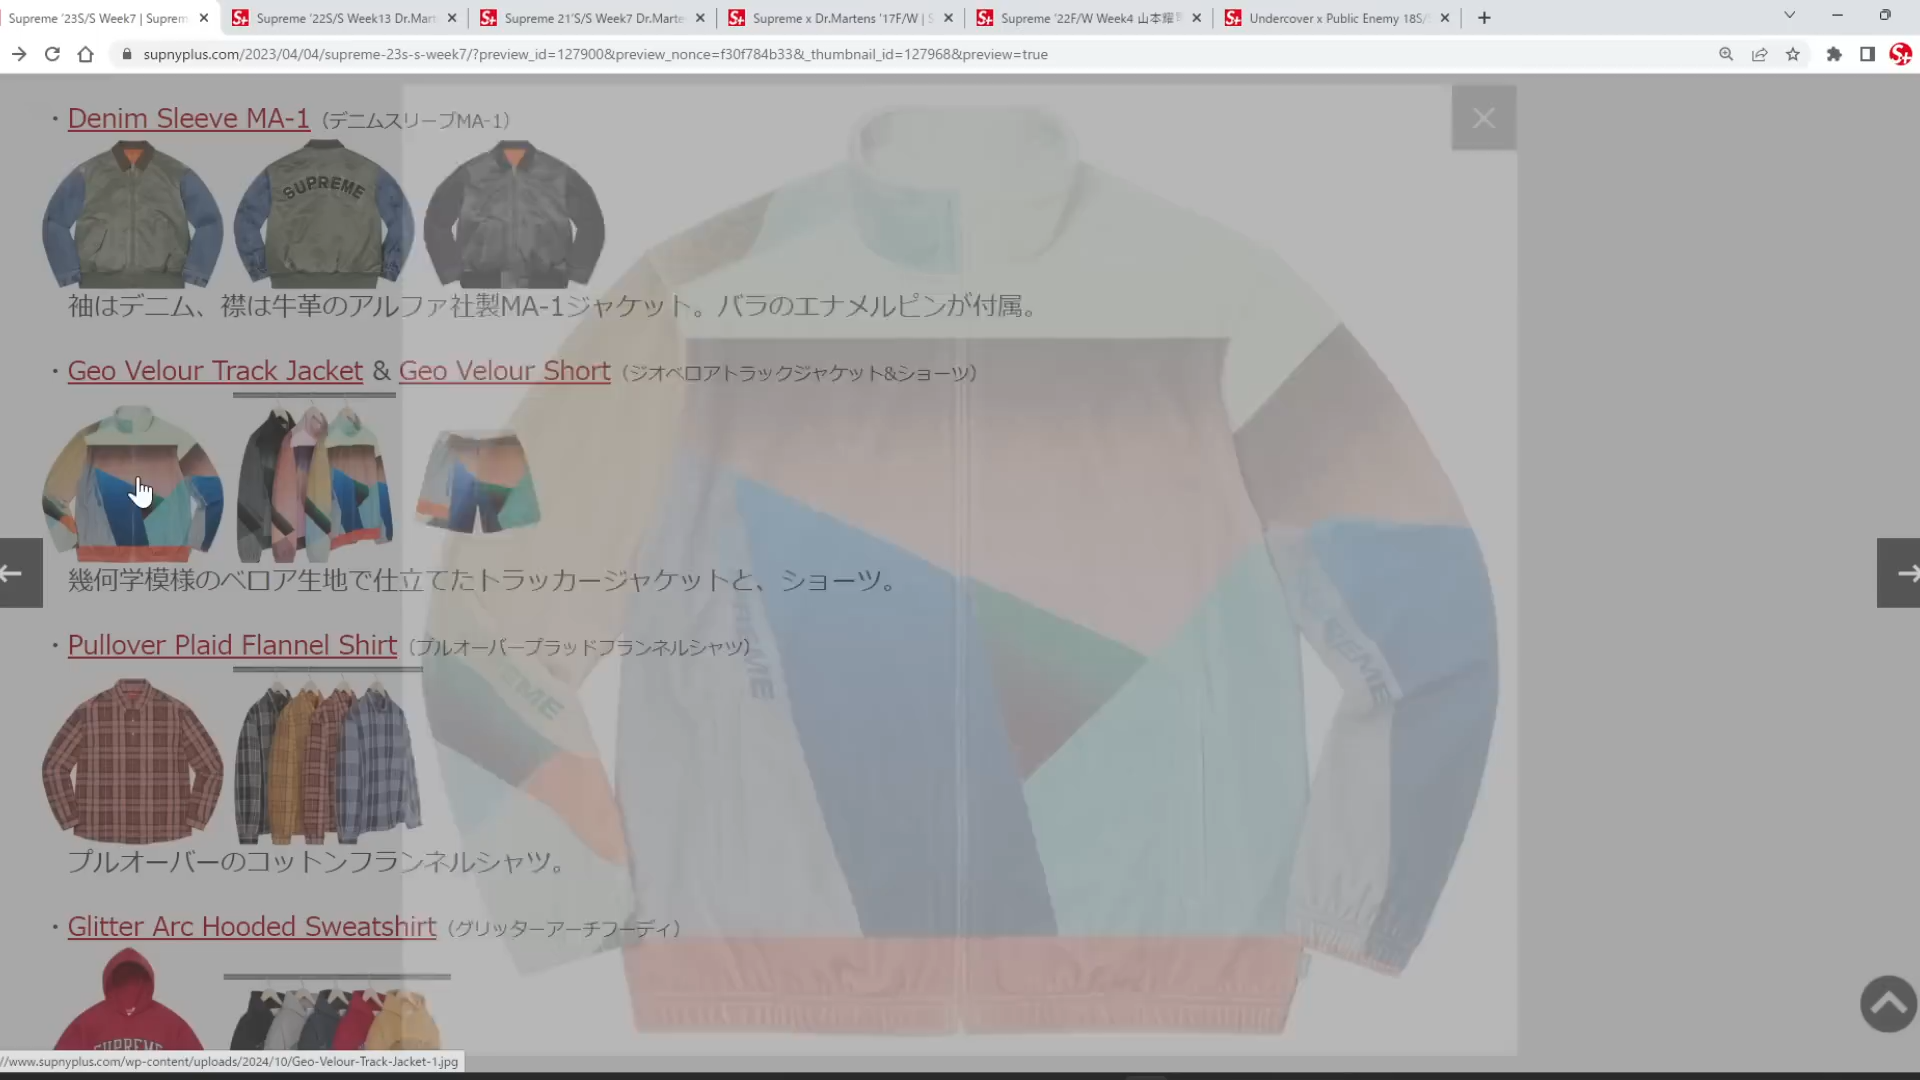 Supreme '23S/S Week7 | Suprem
Supreme '22S/S Week13 Dr.Mart
Supreme 21'S/S Week7 Dr.Marte
Supreme x Dr.Martens '17F/W | S
Supreme '22F/W Week4 山本耀
Undercover x Public Enemy 18S/
supnyplus.com/2023/04/04/supreme-23s-s-week7/?preview_id=127900&preview_nonce=f30f784b33&_thumbnail_id=127968&preview=true
・Denim Sleeve MA-1（デニムスリーブMA-1）
SUPREME
袖はデニム、襟は牛革のアルファ社製MA-1ジャケット。バラのエナメルピンが付属。
・Geo Velour Track Jacket & Geo Velour Short（ジオベロアトラックジャケット&ショーツ）
幾何学模様のベロア生地で仕立てたトラッカージャケットと、ショーツ。
・Pullover Plaid Flannel Shirt（プルオーバープラッドフランネルシャツ）
プルオーバーのコットンフランネルシャツ。
・Glitter Arc Hooded Sweatshirt（グリッターアーチフーディ）
SUPREME
//www.supnyplus.com/wp-content/uploads/2024/10/Geo-Velour-Track-Jacket-1.jpg